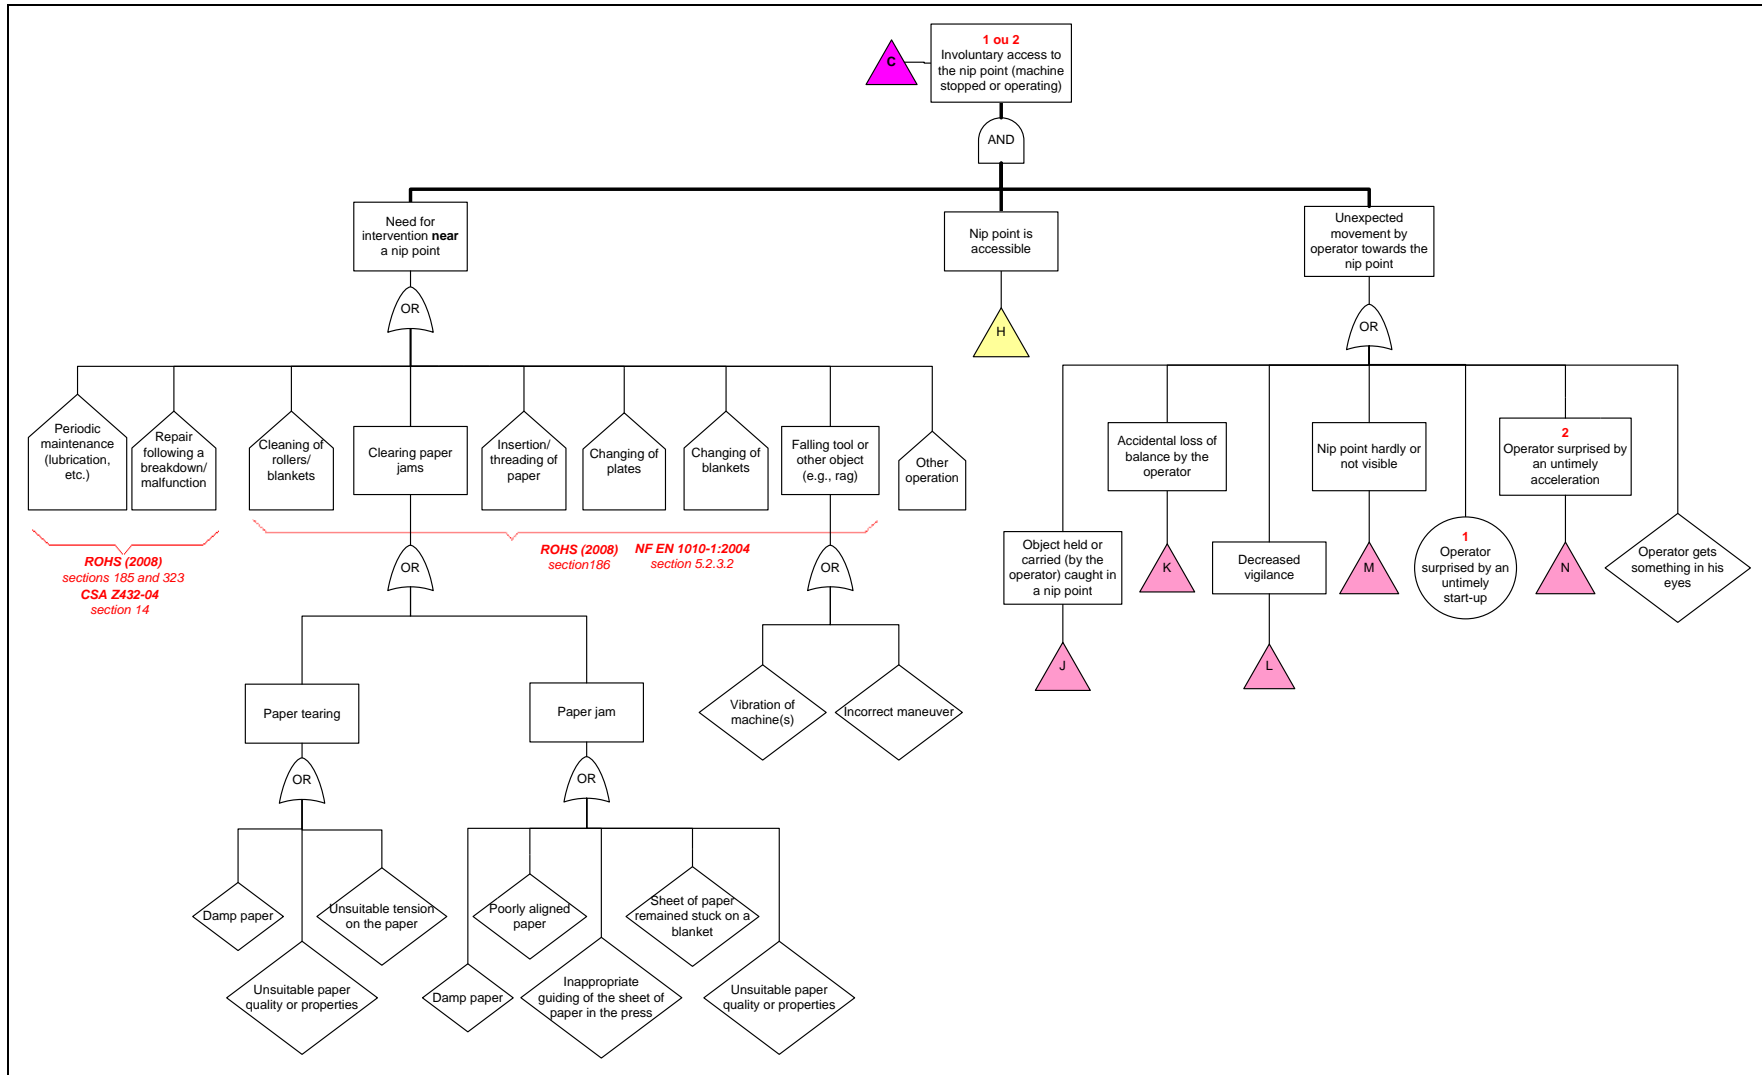 1 ou 2
Involuntary access to
the nip point (machine
stopped or operating)
C
AND
Need for
intervention near
a nip point
Nip point is
accessible
Unexpected
movement by
operator towards the
nip point
OR
H
OR
Periodic
maintenance
(lubrication,
etc.)
Repair
following a
breakdown/
malfunction
Cleaning of
rollers/
blankets
Clearing paper
jams
Insertion/
threading of
paper
Changing of
plates
Changing of
blankets
Falling tool or
other object
(e.g., rag)
Other
operation
ROHS (2008)
sections 185 and 323
CSA Z432-04
section 14
ROHS (2008)
section186
NF EN 1010-1:2004
section 5.2.3.2
Object held or
carried (by the
operator) caught in
a nip point
J
Accidental loss of
balance by the
operator
K
Decreased
vigilance
L
Nip point hardly or
not visible
M
1
Operator
surprised by an
untimely
start-up
2
Operator surprised by
an untimely
acceleration
N
Operator gets
something in his
eyes
OR
OR
Paper tearing
Paper jam
Vibration of
machine(s)
Incorrect maneuver
OR
OR
Damp paper
Unsuitable paper
quality or properties
Unsuitable tension
on the paper
Damp paper
Poorly aligned
paper
Inappropriate
guiding of the sheet of
paper in the press
Sheet of paper
remained stuck on a
blanket
Unsuitable paper
quality or properties